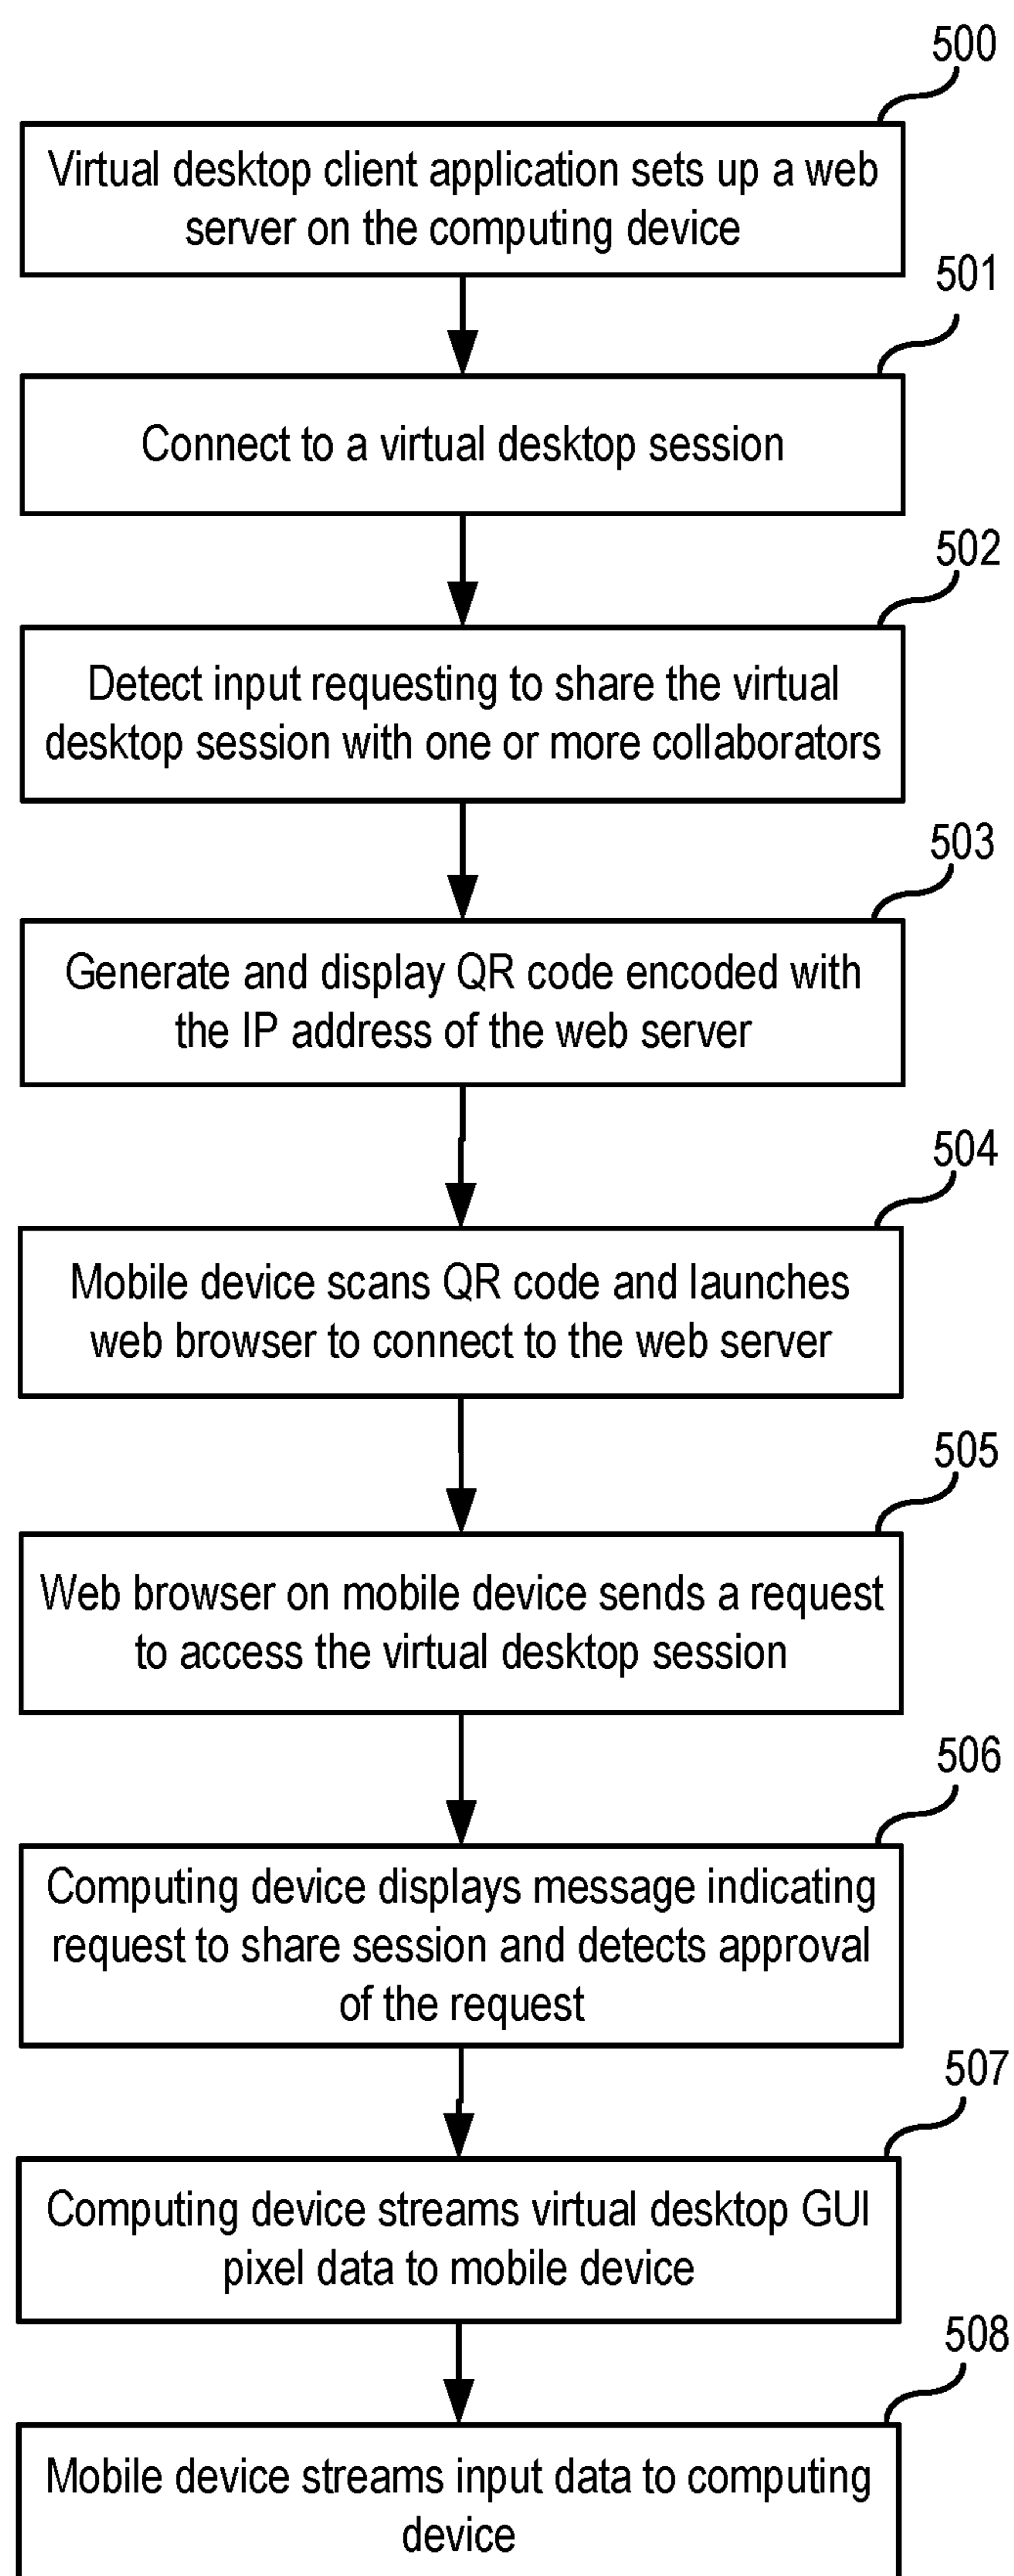 500
Virtual desktop client application sets up a web
server on the computing device
501
Connect to a virtual desktop session
502
Detect input requesting to share the virtual
desktop session with one or more collaborators
503
Generate and display QR code encoded with
the IP address of the web server
504
Mobile device scans QR code and launches
web browser to connect to the web server
505
Web browser on mobile device sends a request
to access the virtual desktop session
506
Computing device displays message indicating
request to share session and detects approval
of the request
507
Computing device streams virtual desktop GUI
pixel data to mobile device
508
Mobile device streams input data to computing
device